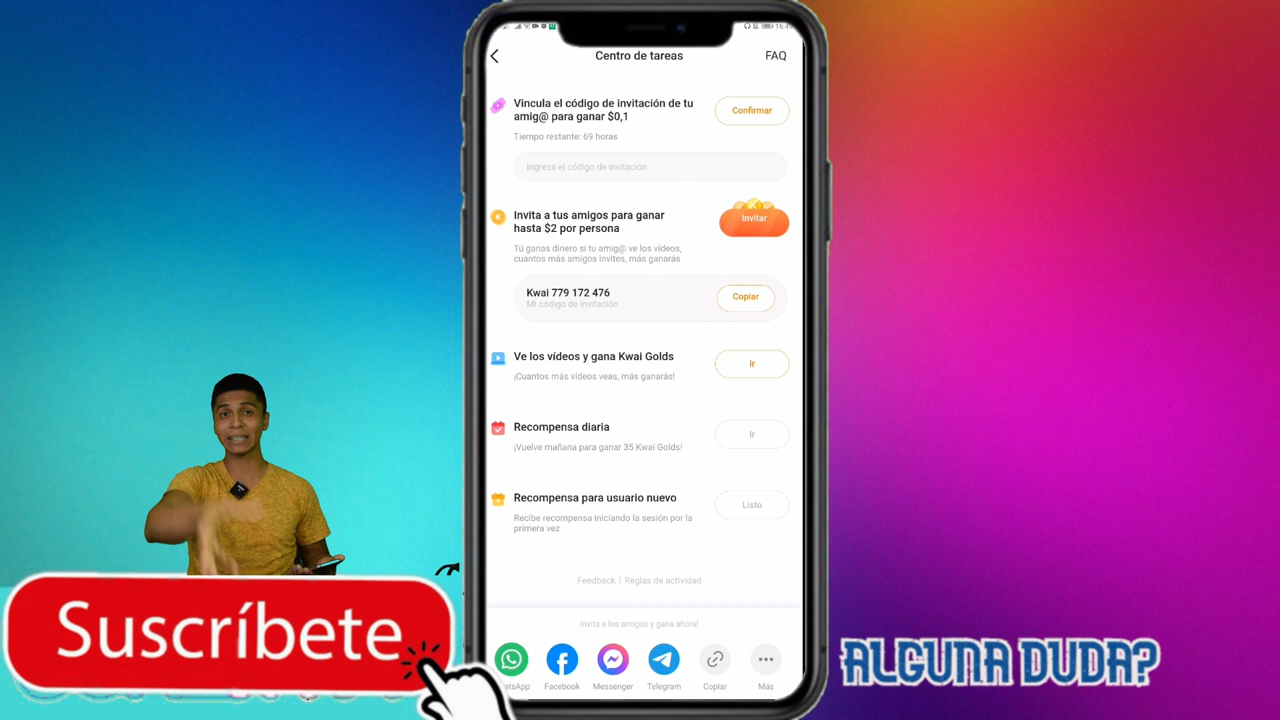 Centro de tareas
FAQ
Vincula el código de invitación de tu
amig@ para ganar $0,1
Confirmar
Tiempo restante: 69 horas
Ingresa el código de invitación
Invita a tus amigos para ganar
hasta $2 por persona
Invitar
Tú ganas dinero si tu amig@ ve los vídeos,
cuantos más amigos invites, más ganarás
Kwai 779 172 476
Mi código de invitación
Copiar
Ve los vídeos y gana Kwai Golds
¡Cuantos más vídeos veas, más ganarás!
Ir
Recompensa diaria
¡Vuelve mañana para ganar 35 Kwai Golds!
Ir
Recompensa para usuario nuevo
Recibe recompensa iniciando la sesión por la
primera vez
Listo
Feedback | Reglas de actividad
Invita a los amigos y gana ahora!
Facebook
Messenger
Telegram
Copiar
Más
Suscríbete
ALGUNA DUDA?